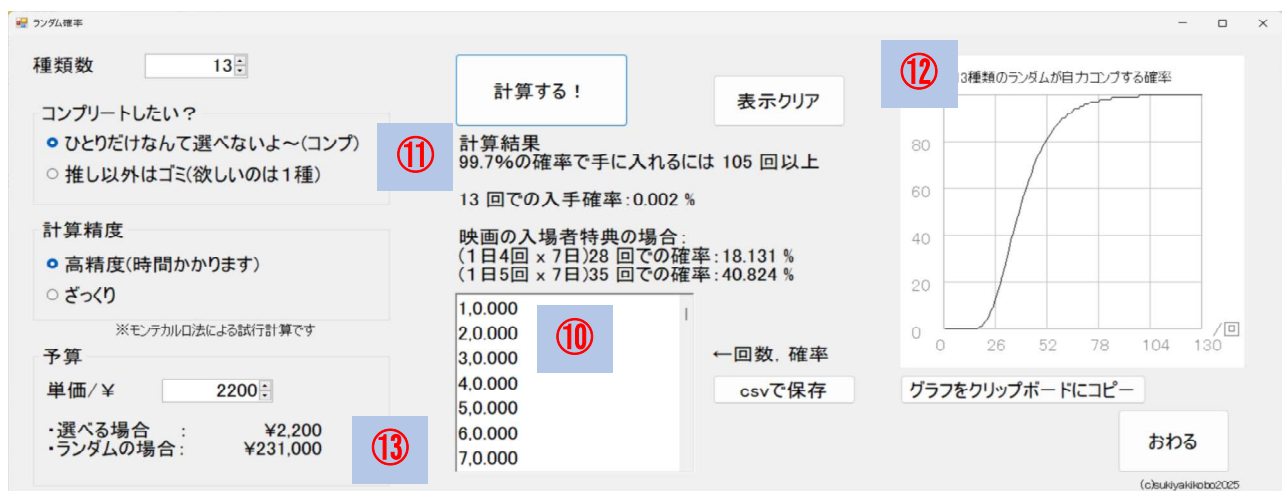 ランダム確率
種類数 13
コンプリートしたい？
ひとりだけなんて選べないよ～(コンプ)
推し以外はゴミ(欲しいのは１種)
計算精度
高精度(時間かかります)
ざっくり
※モンテカルロ法による試行計算です
予算
単価/￥ 2200
・選べる場合 : ¥2,200
・ランダムの場合: ¥231,000
⑬
計算する！
表示クリア
⑪
計算結果
99.7%の確率で手に入れるには 105 回以上
13 回での入手確率:0.002 %
映画の入場者特典の場合:
(１日4回 x 7日)28 回での確率:18.131 %
(１日5回 x 7日)35 回での確率:40.824 %
1,0.000
2,0.000
3,0.000
4,0.000
5,0.000
6,0.000
7,0.000
⑩
←回数, 確率
csvで保存
⑫
3種類のランダムが自力コンプする確率
80
60
40
20
0
0 26 52 78 104 130
/回
グラフをクリップボードにコピー
おわる
(c)sukiyakikobo2025